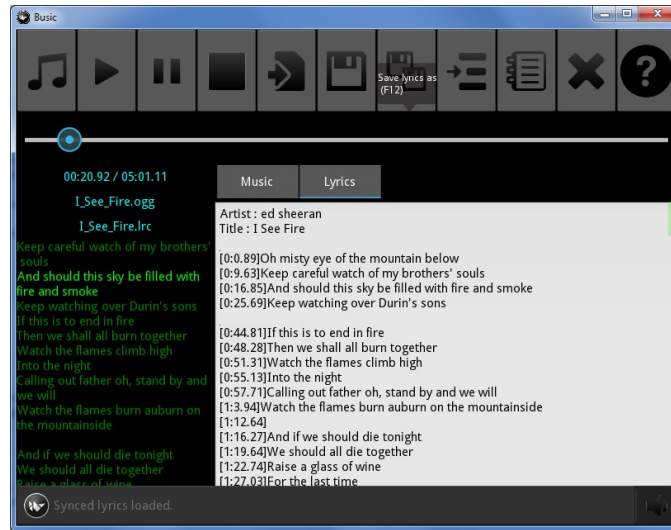 Busic
Save lyrics as
(F12)
00:20.92 / 05:01.11
I_See_Fire.ogg
I_See_Fire.lrc
Keep careful watch of my brothers'
souls
And should this sky be filled with
fire and smoke
Keep watching over Durin's sons
If this is to end in fire
Then we shall all burn together
Watch the flames climb high
Into the night
Calling out father oh, stand by and
we will
Watch the flames burn auburn on
the mountainside
And if we should die tonight
We should all die together
Raise a glass of wine
Music
Lyrics
Artist : ed sheeran
Title : I See Fire
[0:0.89]Oh misty eye of the mountain below
[0:9.63]Keep careful watch of my brothers' souls
[0:16.85]And should this sky be filled with fire and smoke
[0:25.69]Keep watching over Durin's sons
[0:44.81]If this is to end in fire
[0:48.28]Then we shall all burn together
[0:51.31]Watch the flames climb high
[0:55.13]Into the night
[0:57.71]Calling out father oh, stand by and we will
[1:3.94]Watch the flames burn auburn on the mountainside
[1:12.64]
[1:16.27]And if we should die tonight
[1:19.64]We should all die together
[1:22.74]Raise a glass of wine
[1:27.03]For the last time
Synced lyrics loaded.